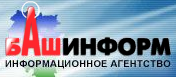 БАШИНФОРМ
ИНФОРМАЦИОННОЕ АГЕНТСТВО